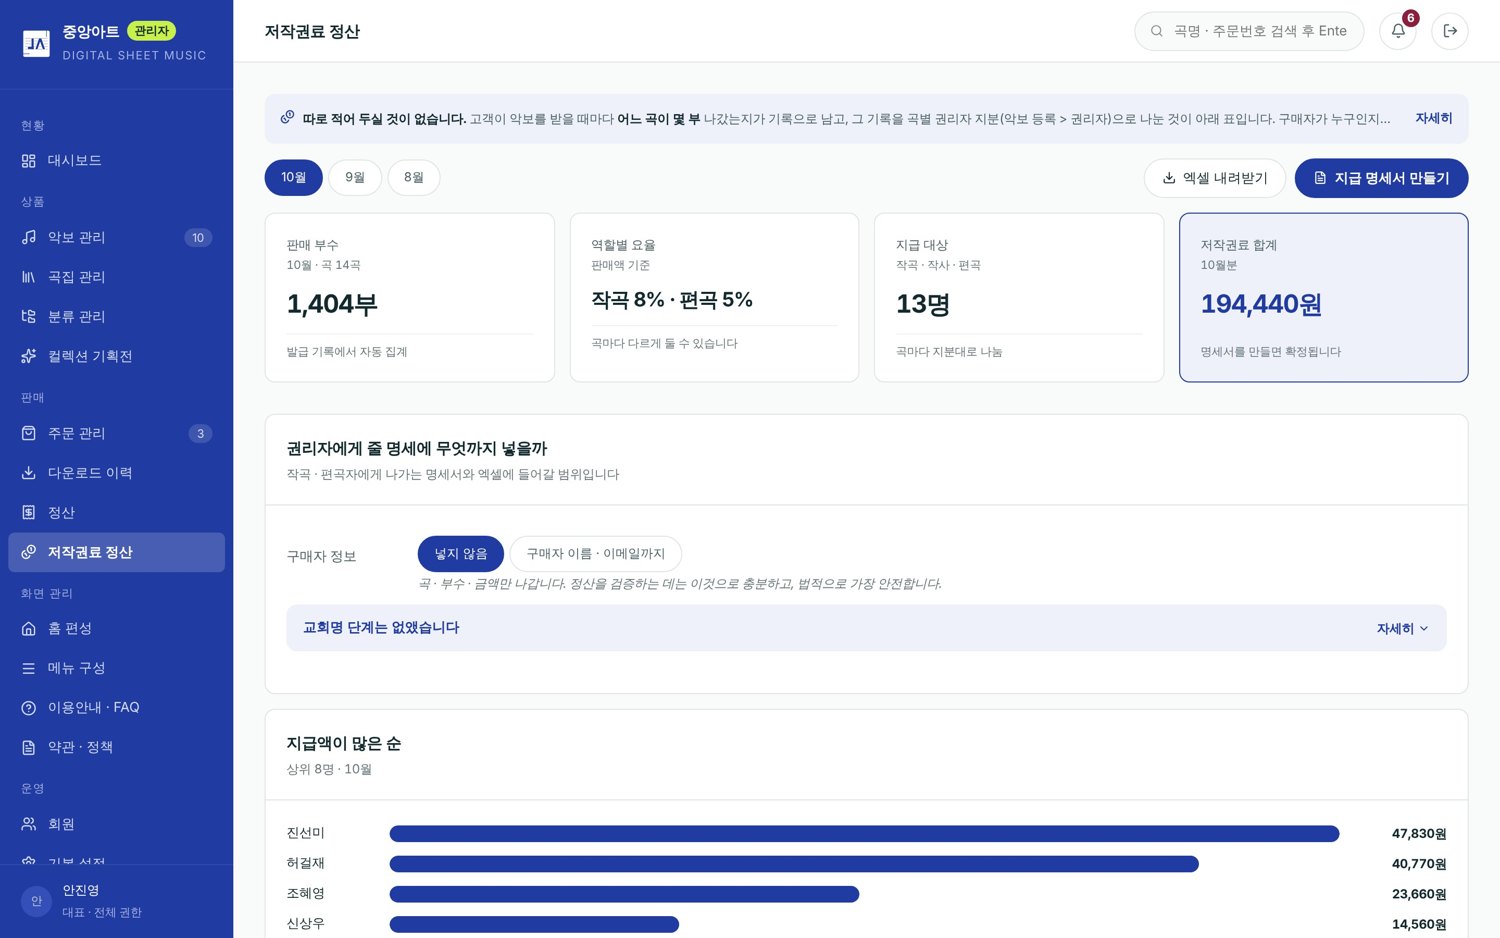 중앙아트 관리자
DIGITAL SHEET MUSIC
현황
대시보드
상품
악보 관리 10
곡집 관리
분류 관리
컬렉션 기획전
판매
주문 관리 3
다운로드 이력
정산
저작권료 정산
화면 관리
홈 편성
메뉴 구성
이용안내 · FAQ
약관 · 정책
운영
회원
기본 설정
안 안진영
대표 · 전체 권한
저작권료 정산
곡명 · 주문번호 검색 후 Ente
6
따로 적어 두실 것이 없습니다. 고객이 악보를 받을 때마다 어느 곡이 몇 부 나갔는지가 기록으로 남고, 그 기록을 곡별 권리자 지분(악보 등록 > 권리자)으로 나눈 것이 아래 표입니다. 구매자가 누구인지... 자세히
10월 9월 8월
엑셀 내려받기 지급 명세서 만들기
판매 부수
10월 · 곡 14곡
1,404부
발급 기록에서 자동 집계
역할별 요율
판매액 기준
작곡 8% · 편곡 5%
곡마다 다르게 둘 수 있습니다
지급 대상
작곡 · 작사 · 편곡
13명
곡마다 지분대로 나눔
저작권료 합계
10월분
194,440원
명세서를 만들면 확정됩니다
권리자에게 줄 명세에 무엇까지 넣을까
작곡 · 편곡자에게 나가는 명세서와 엑셀에 들어갈 범위입니다
구매자 정보 넣지 않음 구매자 이름 · 이메일까지
곡 · 부수 · 금액만 나갑니다. 정산을 검증하는 데는 이것으로 충분하고, 법적으로 가장 안전합니다.
교회명 단계는 없앴습니다 자세히
지급액이 많은 순
상위 8명 · 10월
진선미 47,830원
허걸재 40,770원
조혜영 23,660원
신상우 14,560원